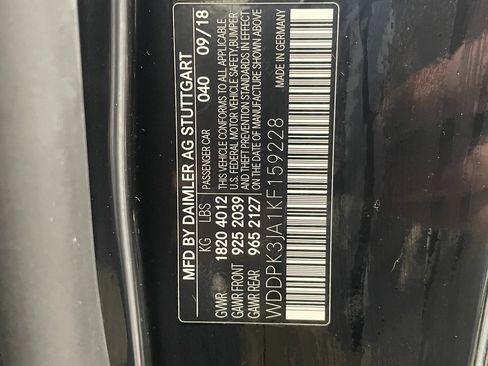 MFD BY DAIMLER AG STUTTGART
PASSENGER CAR 040 09/18
KG LBS
GVWR 1820 4012
GAWR FRONT 925 2039
GAWR REAR 965 2127
THIS VEHICLE CONFORMS TO ALL APPLICABLE
U.S. FEDERAL MOTOR VEHICLE SAFETY,BUMPER
AND THEFT PREVENTION STANDARDS IN EFFECT
ON THE DATE OF MANUFACTURE SHOWN ABOVE
MADE IN GERMANY
WDDPK3JA1KF159228